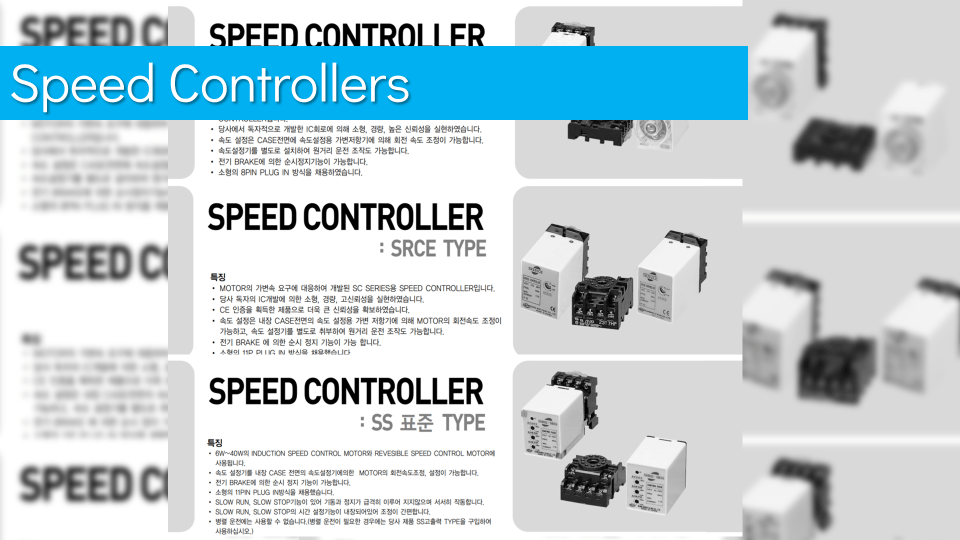 SPEED CONTROLLER
Speed Controllers
• 당사에서 독자적으로 개발한 IC회로에 의해 소형, 경량, 높은 신뢰성을 실현하였습니다.
• 속도 설정은 CASE전면에 속도설정용 가변저항기에 의해 회전 속도 조정이 가능합니다.
• 속도설정기를 별도로 설치하여 원거리 운전 조작도 가능합니다.
• 전기 BRAKE에 의한 순시정지기능이 가능합니다.
• 소형의 8PIN PLUG IN 방식을 채용하였습니다.
SPEED CONTROLLER
: SRCE TYPE
특징
• MOTOR의 가변속 요구에 대응하여 개발된 SC SERIES용 SPEED CONTROLLER입니다.
• 당사 독자의 IC개발에 의한 소형, 경량, 고신뢰성을 실현하였습니다.
• CE 인증을 획득한 제품으로 더욱 큰 신뢰성을 확보하였습니다.
• 속도 설정은 내장 CASE전면의 속도 설정용 가변 저항기에 의해 MOTOR의 회전속도 조정이
가능하고, 속도 설정기를 별도로 취부하여 원거리 운전 조작도 가능합니다.
• 전기 BRAKE 에 의한 순시 정지 기능이 가능 합니다.
• 소형의 11P PLUG IN 방식을 채용했습니다
SPEED CONTROLLER
: SS 표준 TYPE
특징
• 6W~40W의 INDUCTION SPEED CONTROL MOTOR와 REVESIBLE SPEED CONTROL MOTOR에
사용됩니다.
• 속도 설정기를 내장 CASE 전면의 속도설정기에의한 MOTOR의 회전속도조정, 설정이 가능합니다.
• 전기 BRAKE에 의한 순시 정지 기능이 가능합니다.
• 소형의 11PIN PLUG IN방식을 채용했습니다.
• SLOW RUN, SLOW STOP기능이 있어 기동과 정지가 급격히 이루어 지지않으며 서서히 작동합니다.
• SLOW RUN, SLOW STOP의 시간 설정기능이 내장되어있어 조정이 간편합니다.
• 병렬 운전에는 사용할 수 없습니다.(병렬 운전이 필요한 경우에는 당사 제품 SS고출력 TYPE을 구입하여
사용하십시오.)